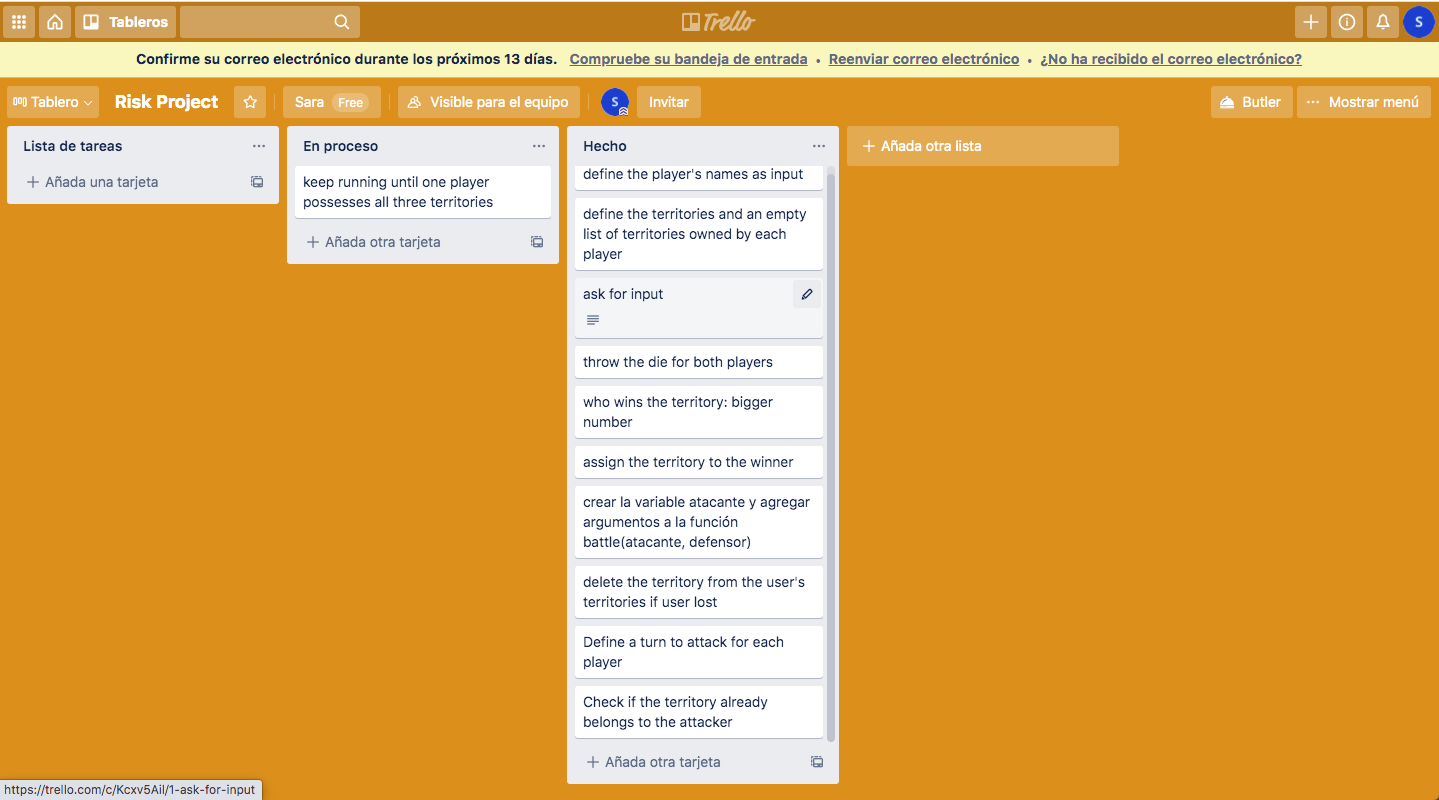 Tableros
Trello
S
Confirme su correo electrónico durante los próximos 13 días. Compruebe su bandeja de entrada • Reenviar correo electrónico • ¿No ha recibido el correo electrónico?
Tablero
Risk Project
Sara Free
Visible para el equipo
S
Invitar
Butler
Mostrar menú
Lista de tareas
Añada una tarjeta
En proceso
keep running until one player
possesses all three territories
Añada otra tarjeta
Hecho
define the player's names as input
define the territories and an empty
list of territories owned by each
player
ask for input
throw the die for both players
who wins the territory: bigger
number
assign the territory to the winner
crear la variable atacante y agregar
argumentos a la función
battle(atacante, defensor)
delete the territory from the user's
territories if user lost
Define a turn to attack for each
player
Check if the territory already
belongs to the attacker
Añada otra tarjeta
Añada otra lista
https://trello.com/c/Kcxv5Ail/1-ask-for-input